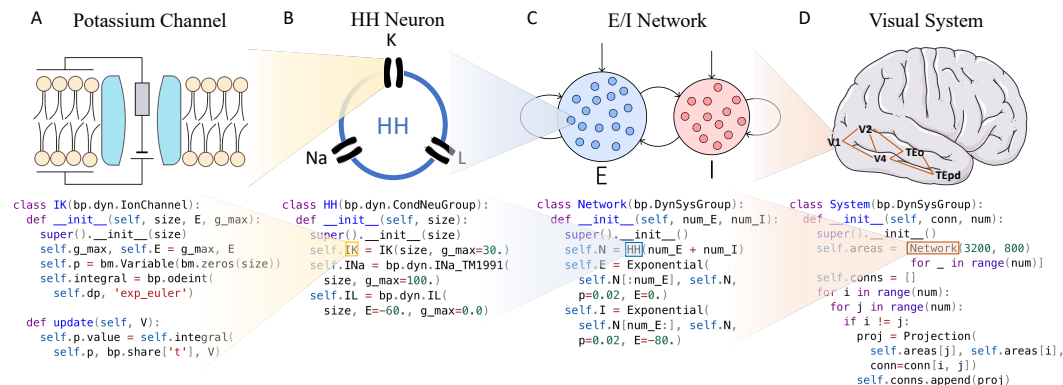 A
Potassium Channel
B
HH Neuron
C
E/I Network
D
Visual System
K
HH
Na
L
E
I
V1
V2
V4
TEo
TEpd
class IK(bp.dyn.IonChannel):
  def __init__(self, size, E, g_max):
    super().__init__(size)
    self.g_max, self.E = g_max, E
    self.p = bm.Variable(bm.zeros(size))
    self.integral = bp.odeint(
      self.dp, 'exp_euler')
  def update(self, V):
    self.p.value = self.integral(
      self.p, bp.share['t'], V)
class HH(bp.dyn.CondNeuGroup):
  def __init__(self, size):
    super().__init__(size)
    self.IK = IK(size, g_max=30.)
    self.INa = bp.dyn.INa_TM1991(
      size, g_max=100.)
    self.IL = bp.dyn.IL(
      size, E=-60., g_max=0.0)
class Network(bp.DynSysGroup):
  def __init__(self, num_E, num_I):
    super().__init__()
    self.N = HH(num_E + num_I)
    self.E = Exponential(
      self.N[:num_E], self.N,
      p=0.02, E=0.)
    self.I = Exponential(
      self.N[num_E:], self.N,
      p=0.02, E=-80.)
class System(bp.DynSysGroup):
  def __init__(self, conn, num):
    super().__init__()
    self.areas = [Network(3200, 800)
                  for _ in range(num)]
    self.conns = []
    for i in range(num):
      for j in range(num):
        if i != j:
          proj = Projection(
            self.areas[j], self.areas[i],
            conn=conn[i, j])
          self.conns.append(proj)